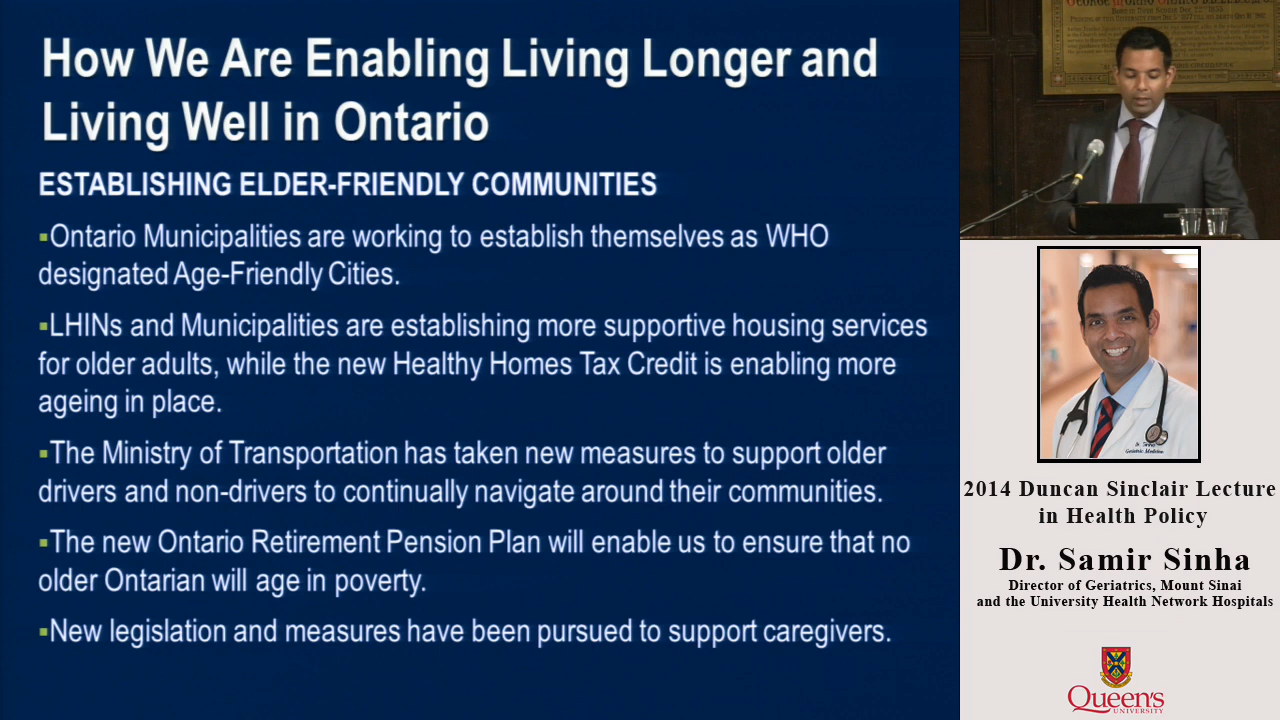 How We Are Enabling Living Longer and
Living Well in Ontario
ESTABLISHING ELDER-FRIENDLY COMMUNITIES
▪Ontario Municipalities are working to establish themselves as WHO
designated Age-Friendly Cities.
▪LHINs and Municipalities are establishing more supportive housing services
for older adults, while the new Healthy Homes Tax Credit is enabling more
ageing in place.
▪The Ministry of Transportation has taken new measures to support older
drivers and non-drivers to continually navigate around their communities.
▪The new Ontario Retirement Pension Plan will enable us to ensure that no
older Ontarian will age in poverty.
▪New legislation and measures have been pursued to support caregivers.
Dr. Sinha
Geriatric Medicine
2014 Duncan Sinclair Lecture
in Health Policy
Dr. Samir Sinha
Director of Geriatrics, Mount Sinai
and the University Health Network Hospitals
Queen's
UNIVERSITY